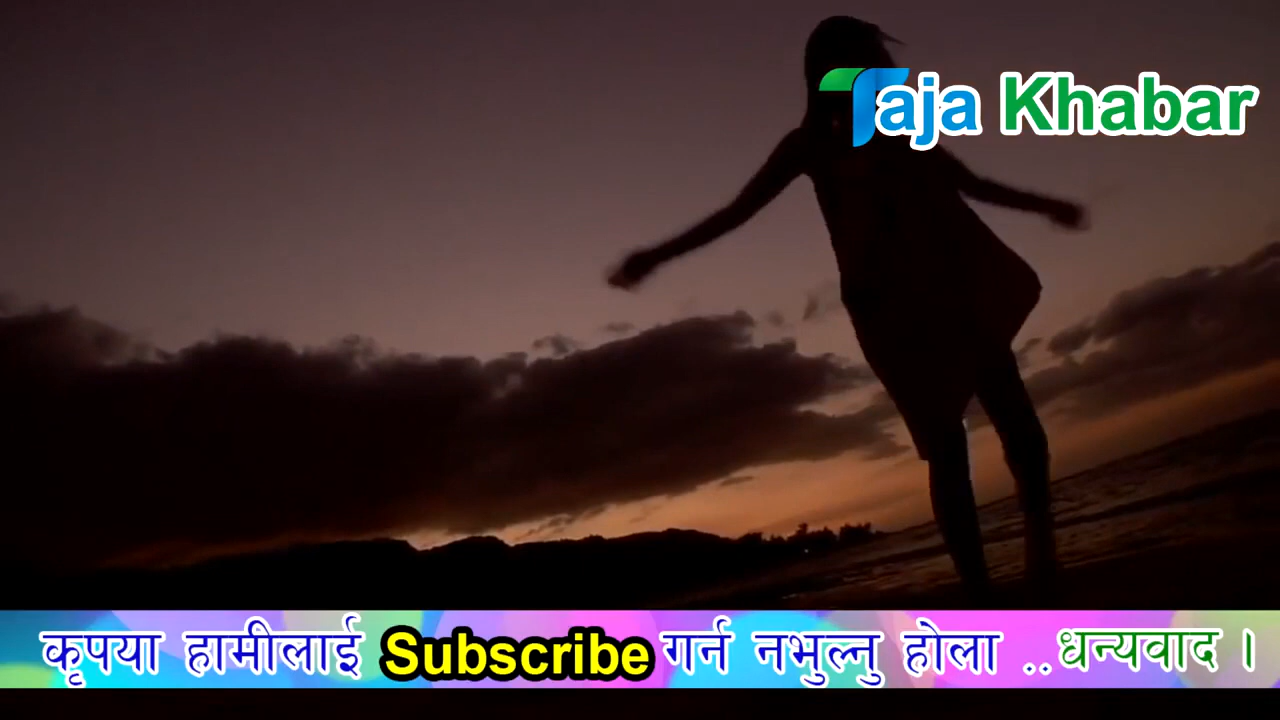 Taja Khabar
कृपया हामीलाई Subscribe गर्न नभुल्नु होला ..धन्यवाद ।